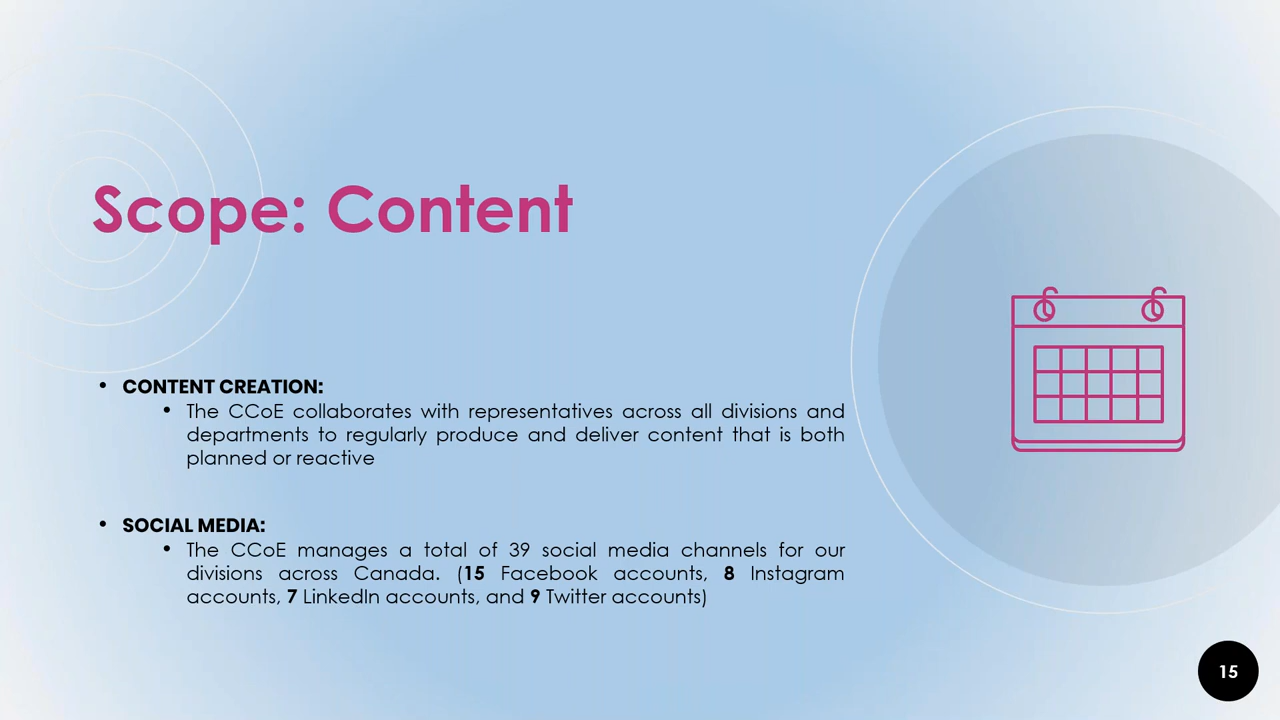 Scope: Content
• CONTENT CREATION:
• The CCoE collaborates with representatives across all divisions and
departments to regularly produce and deliver content that is both
planned or reactive
• SOCIAL MEDIA:
• The CCoE manages a total of 39 social media channels for our
divisions across Canada. (15 Facebook accounts, 8 Instagram
accounts, 7 LinkedIn accounts, and 9 Twitter accounts)
15